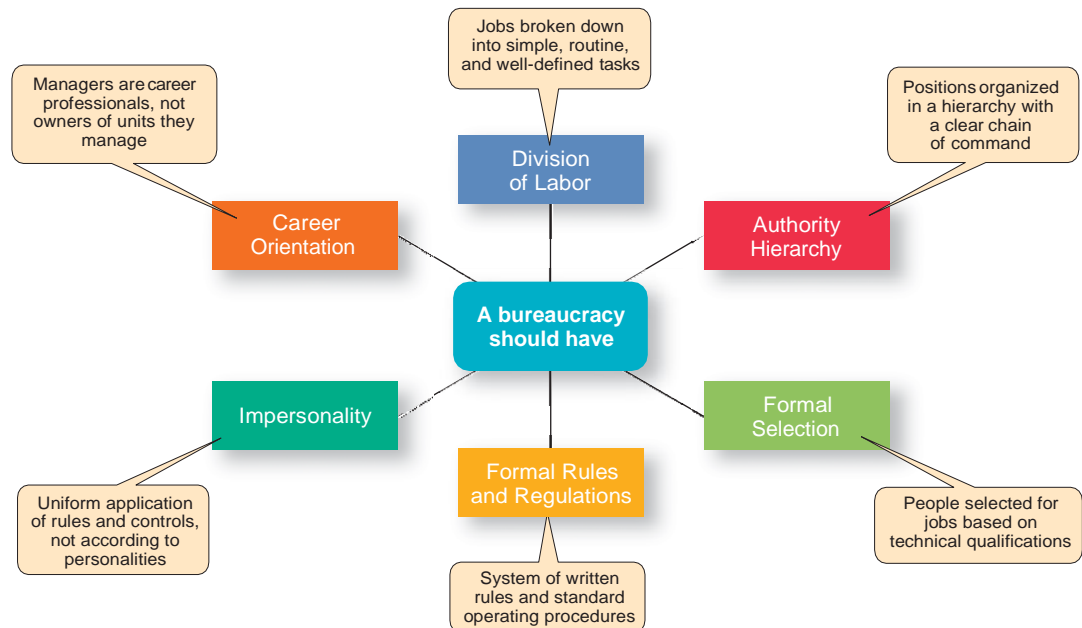 Jobs broken down
into simple, routine,
and well-defined tasks
Managers are career
professionals, not
owners of units they
manage
Positions organized
in a hierarchy with
a clear chain
of command
Division
of Labor
Career
Orientation
Authority
Hierarchy
A bureaucracy
should have
Impersonality
Formal
Selection
Formal Rules
and Regulations
Uniform application
of rules and controls,
not according to
personalities
People selected for
jobs based on
technical qualifications
System of written
rules and standard
operating procedures